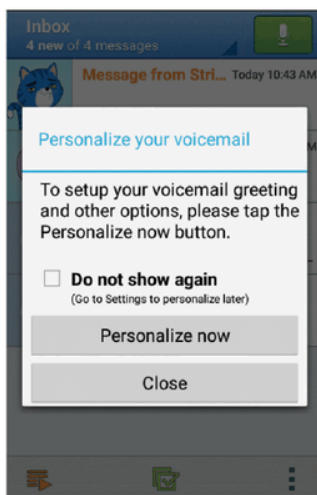 Inbox
4 new of 4 messages
Message from Stri... Today 10:43 AM
M
Personalize your voicemail
To setup your voicemail greeting
and other options, please tap the
Personalize now button.
Do not show again
(Go to Settings to personalize later)
Personalize now
Close